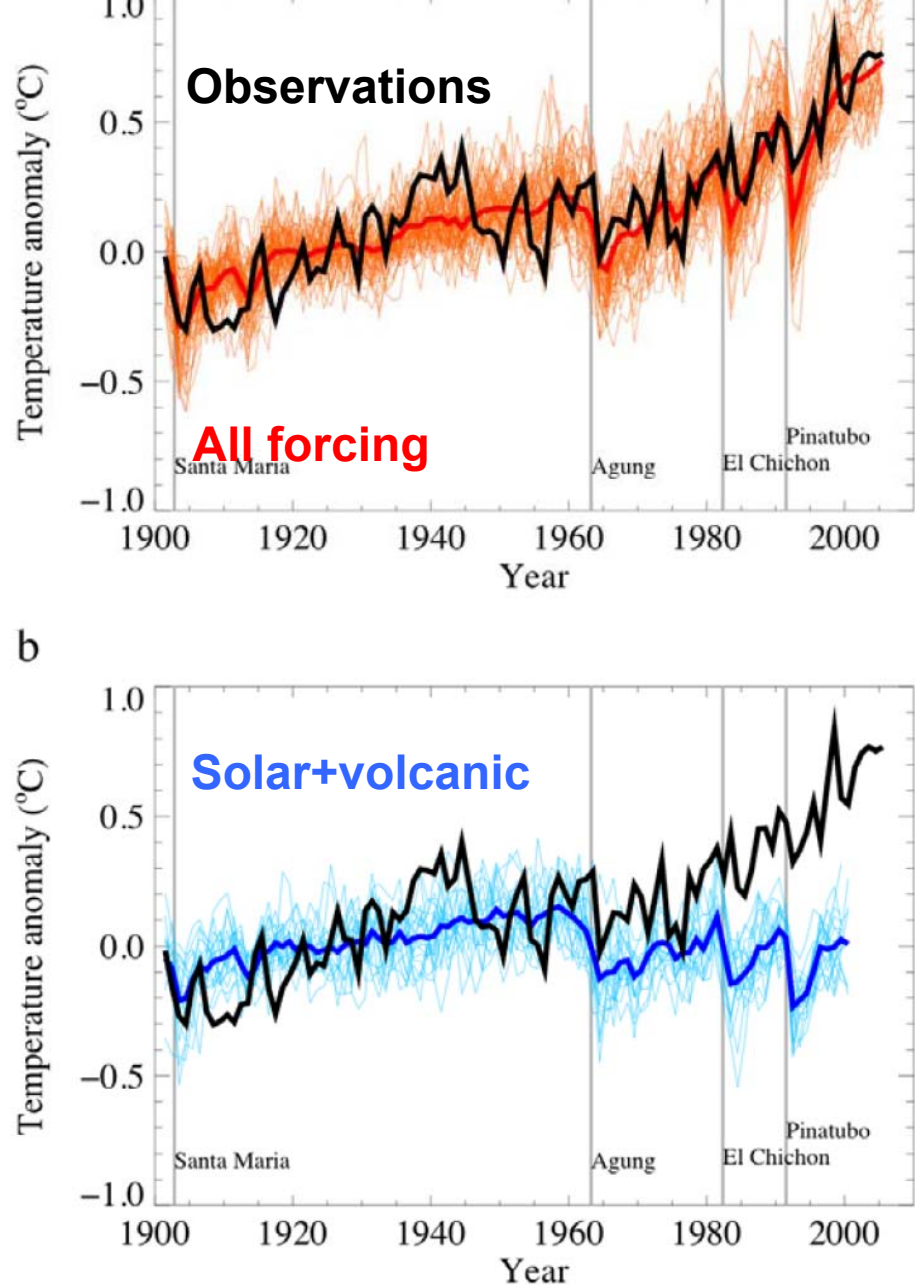 1.0
Observations
0.5
Temperature anomaly (ºC)
0.0
−0.5
All forcing
Santa Maria
Agung
El Chichon
Pinatubo
−1.0
1900 1920 1940 1960 1980 2000
Year
b
1.0
Solar+volcanic
0.5
Temperature anomaly (ºC)
0.0
−0.5
Santa Maria
Agung
El Chichon
Pinatubo
−1.0
1900 1920 1940 1960 1980 2000
Year